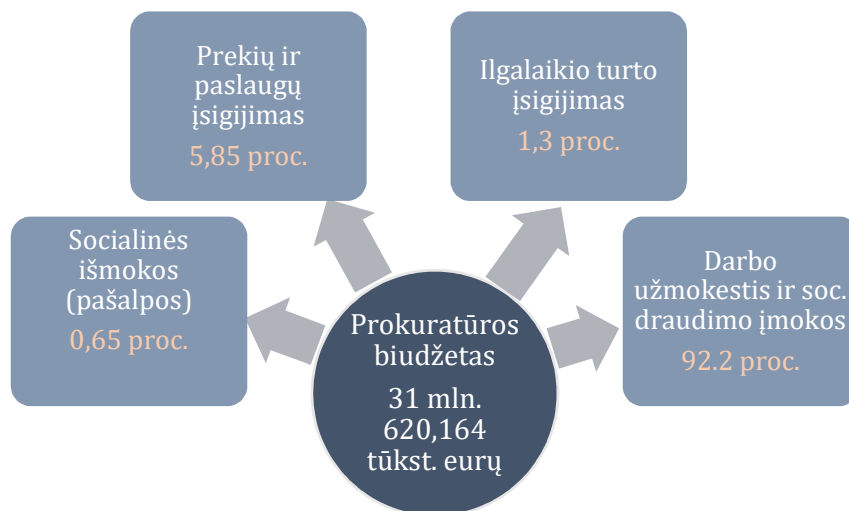 Prekių ir
paslaugų
įsigijimas
5,85 proc.
Ilgalaikio turto
įsigijimas
1,3 proc.
Socialinės
išmokos
(pašalpos)
0,65 proc.
Darbo
užmokestis ir soc.
draudimo įmokos
92.2 proc.
Prokuratūros
biudžetas
31 mln.
620,164
tūkst. eurų